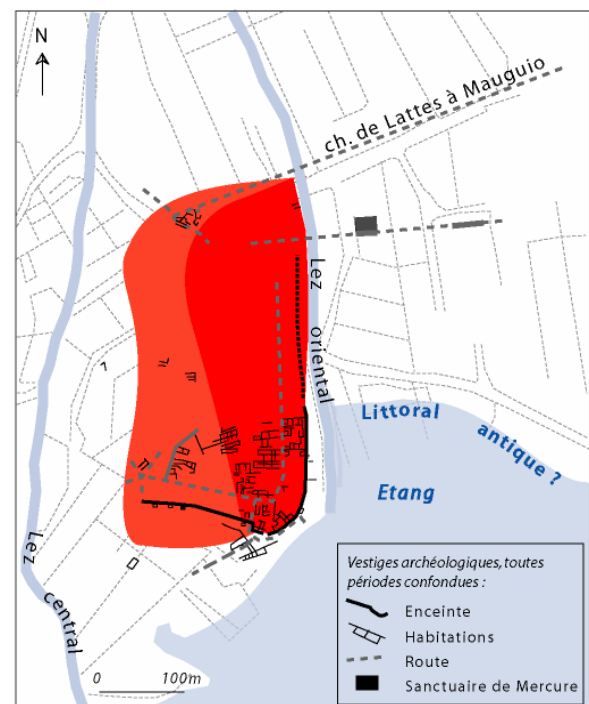 N
ch. de Lattes à Mauguio
Lez
oriental
Littoral
antique ?
Etang
Lez
central
0 100m
Vestiges archéologiques, toutes
périodes confondues :
Enceinte
Habitations
Route
Sanctuaire de Mercure